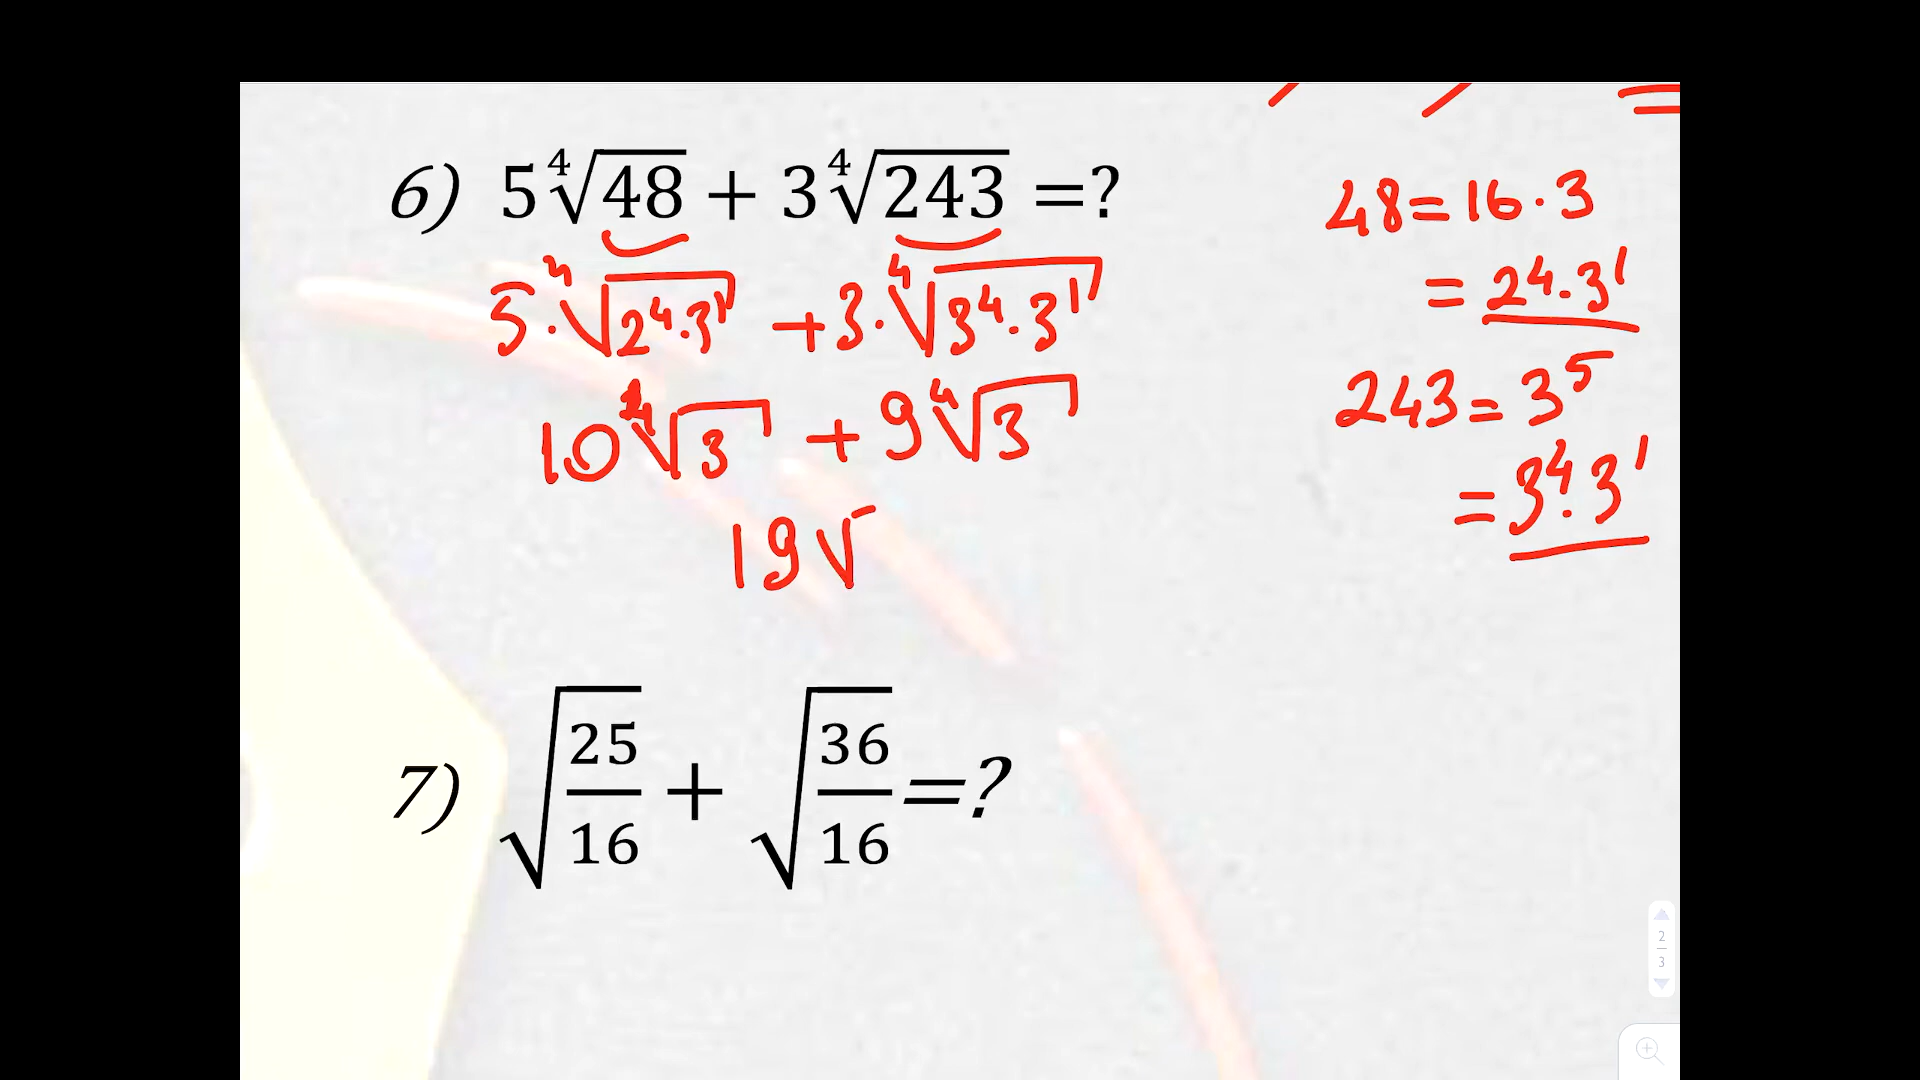 6) 5∜48 + 3∜243 =?
48=16·3
5·∜(2⁴·3¹) +3·∜(3⁴·3¹)
= 2⁴·3¹
243=3⁵
10∜3 + 9∜3
=3⁴·3¹
19√
7) √(25/16) + √(36/16) =?
2
3